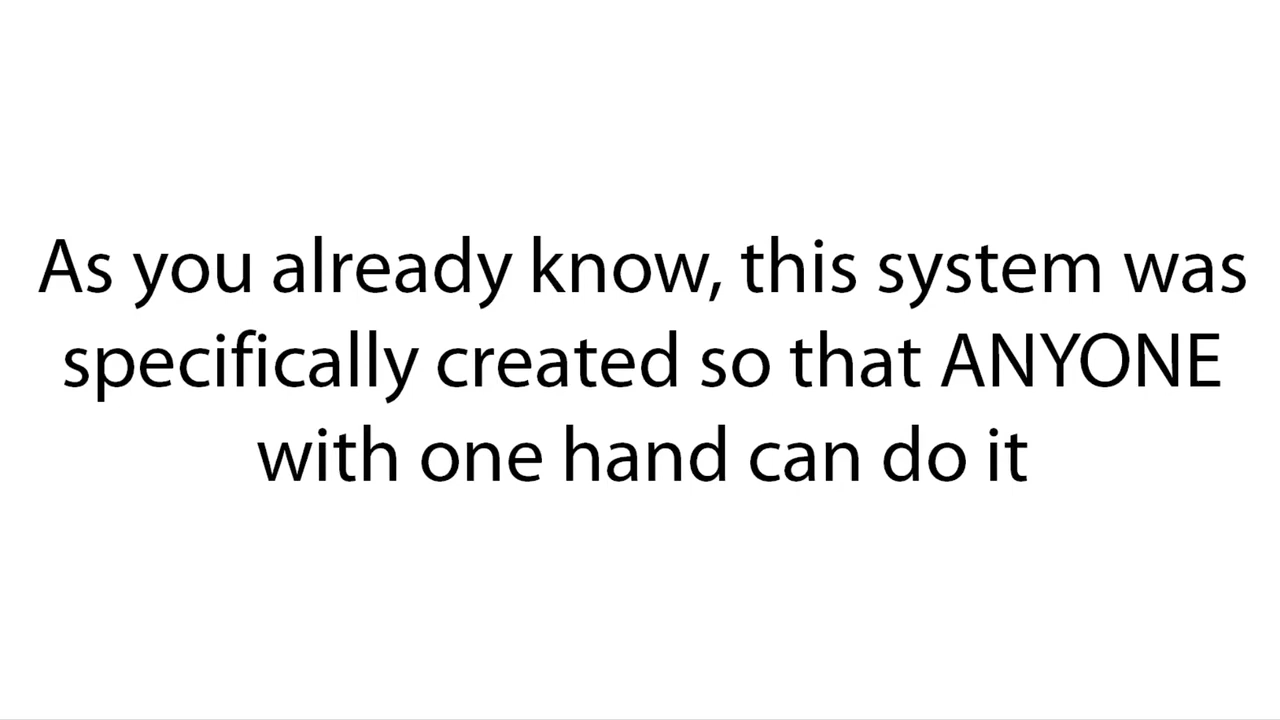 As you already know, this system was
specifically created so that ANYONE
with one hand can do it